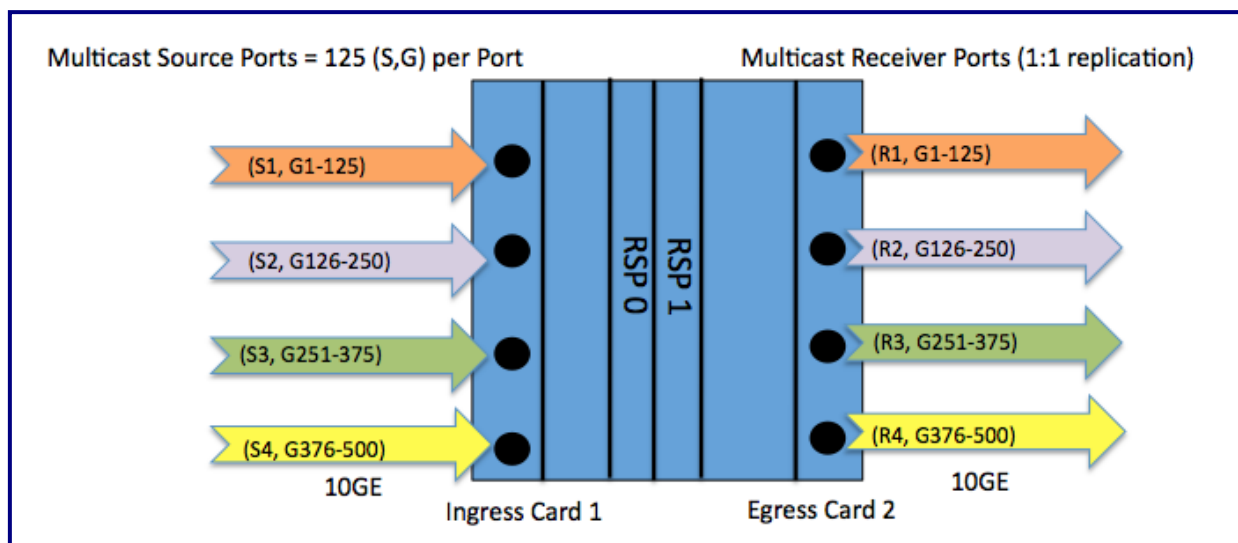 Multicast Source Ports = 125 (S,G) per Port
Multicast Receiver Ports (1:1 replication)
(S1, G1-125)
(R1, G1-125)
(S2, G126-250)
(R2, G126-250)
RSP 0
RSP 1
(S3, G251-375)
(R3, G251-375)
(S4, G376-500)
(R4, G376-500)
10GE
10GE
Ingress Card 1
Egress Card 2